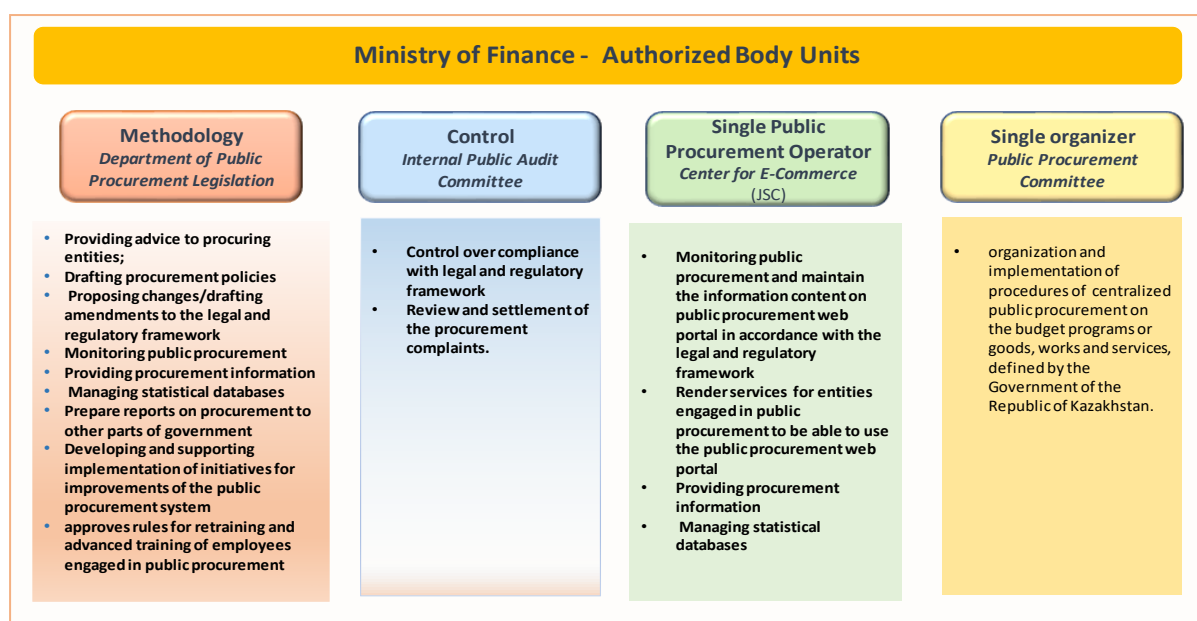 Ministry of Finance - Authorized Body Units
Methodology
Department of Public
Procurement Legislation
• Providing advice to procuring
entities;
• Drafting procurement policies
• Proposing changes/drafting
amendments to the legal and
regulatory framework
• Monitoring public procurement
• Providing procurement information
• Managing statistical databases
• Prepare reports on procurement to
other parts of government
• Developing and supporting
implementation of initiatives for
improvements of the public
procurement system
• approves rules for retraining and
advanced training of employees
engaged in public procurement
Control
Internal Public Audit
Committee
• Control over compliance
with legal and regulatory
framework
• Review and settlement of
the procurement
complaints.
Single Public
Procurement Operator
Center for E-Commerce
(JSC)
• Monitoring public
procurement and maintain
the information content on
public procurement web
portal in accordance with the
legal and regulatory
framework
• Render services for entities
engaged in public
procurement to be able to use
the public procurement web
portal
• Providing procurement
information
• Managing statistical
databases
Single organizer
Public Procurement
Committee
• organization and
implementation of
procedures of centralized
public procurement on
the budget programs or
goods, works and services,
defined by the
Government of the
Republic of Kazakhstan.